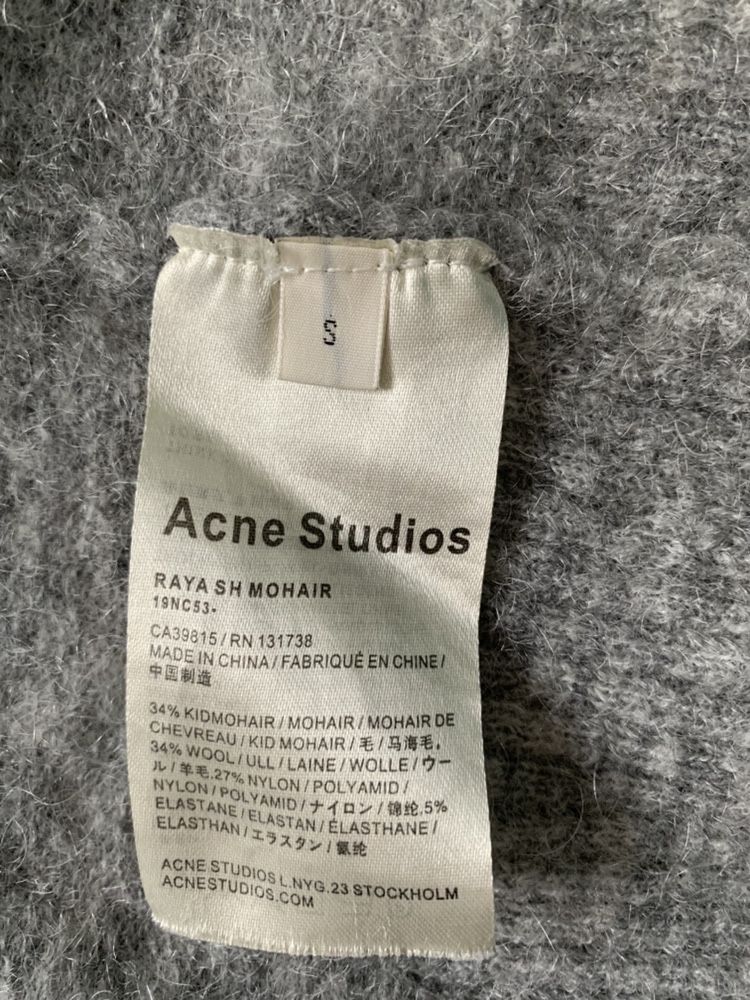 S
Acne Studios
RAYA SH MOHAIR
19NC53-
CA39815 / RN 131738
MADE IN CHINA / FABRIQUÉ EN CHINE /
中国制造
34% KIDMOHAIR / MOHAIR / MOHAIR DE
CHEVREAU / KID MOHAIR / 毛 / 马海毛,
34% WOOL / ULL / LAINE / WOLLE / ウー
ル / 羊毛.27% NYLON / POLYAMID /
NYLON / POLYAMID / ナイロン / 锦纶.5%
ELASTANE / ELASTAN / ÉLASTHANE /
ELASTHAN / エラスタン / 氨纶
ACNE STUDIOS L.NYG.23 STOCKHOLM
ACNESTUDIOS.COM